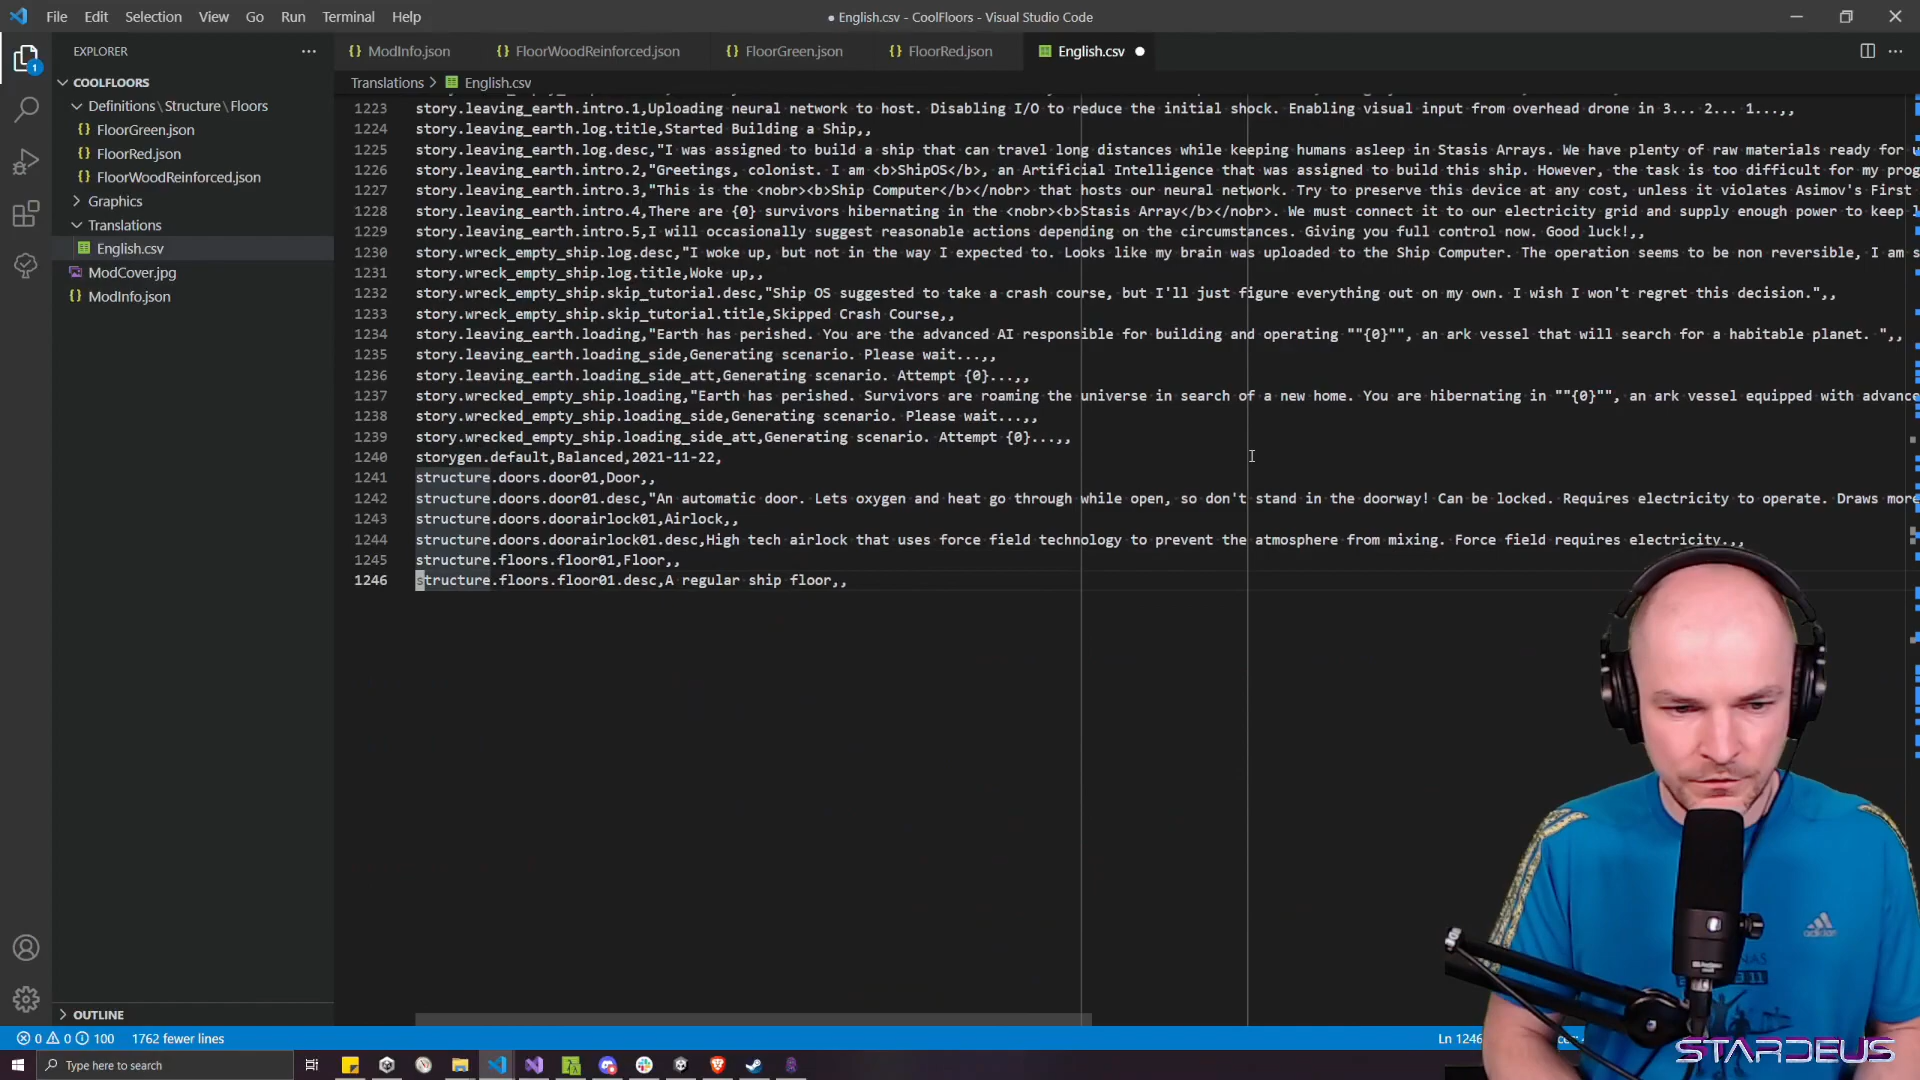 File Edit Selection View Go Run Terminal Help
● English.csv - CoolFloors - Visual Studio Code
EXPLORER
ModInfo.json
FloorWoodReinforced.json
FloorGreen.json
FloorRed.json
English.csv
COOLFLOORS
Definitions\Structure\Floors
FloorGreen.json
FloorRed.json
FloorWoodReinforced.json
Graphics
Translations
English.csv
ModCover.jpg
ModInfo.json
Translations > English.csv
1223 story.leaving_earth.intro.1,Uploading neural network to host. Disabling I/O to reduce the initial shock. Enabling visual input from overhead drone in 3... 2... 1...,,
1224 story.leaving_earth.log.title,Started Building a Ship,,
1225 story.leaving_earth.log.desc,"I was assigned to build a ship that can travel long distances while keeping humans asleep in Stasis Arrays. We have plenty of raw materials ready for
1226 story.leaving_earth.intro.2,"Greetings, colonist. I am <b>ShipOS</b>, an Artificial Intelligence that was assigned to build this ship. However, the task is too difficult for my
1227 story.leaving_earth.intro.3,"This is the <nobr><b>Ship Computer</b></nobr> that hosts our neural network. Try to preserve this device at any cost, unless it violates Asimov's First
1228 story.leaving_earth.intro.4,There are {0} survivors hibernating in the <nobr><b>Stasis Array</b></nobr>. We must connect it to our electricity grid and supply enough power to keep
1229 story.leaving_earth.intro.5,I will occasionally suggest reasonable actions depending on the circumstances. Giving you full control now. Good luck!,,
1230 story.wreck_empty_ship.log.desc,"I woke up, but not in the way I expected to. Looks like my brain was uploaded to the Ship Computer. The operation seems to be non reversible, I am
1231 story.wreck_empty_ship.log.title,Woke up,,
1232 story.wreck_empty_ship.skip_tutorial.desc,"Ship OS suggested to take a crash course, but I'll just figure everything out on my own. I wish I won't regret this decision.",,
1233 story.wreck_empty_ship.skip_tutorial.title,Skipped Crash Course,,
1234 story.leaving_earth.loading,"Earth has perished. You are the advanced AI responsible for building and operating ""{0}"", an ark vessel that will search for a habitable planet. ",,
1235 story.leaving_earth.loading_side,Generating scenario. Please wait...,,
1236 story.leaving_earth.loading_side_att,Generating scenario. Attempt {0}...,,
1237 story.wrecked_empty_ship.loading,"Earth has perished. Survivors are roaming the universe in search of a new home. You are hibernating in ""{0}"", an ark vessel equipped with
1238 story.wrecked_empty_ship.loading_side,Generating scenario. Please wait...,,
1239 story.wrecked_empty_ship.loading_side_att,Generating scenario. Attempt {0}...,,
1240 storygen.default,Balanced,2021-11-22,
1241 structure.doors.door01,Door,,
1242 structure.doors.door01.desc,"An automatic door. Lets oxygen and heat go through while open, so don't stand in the doorway! Can be locked. Requires electricity to operate. Draws more
1243 structure.doors.doorairlock01,Airlock,,
1244 structure.doors.doorairlock01.desc,High tech airlock that uses force field technology to prevent the atmosphere from mixing. Force field requires electricity.,,
1245 structure.floors.floor01,Floor,,
1246 structure.floors.floor01.desc,A regular ship floor,,
OUTLINE
0 0 100 1762 fewer lines
Ln 1246
Type here to search
adidas
11
STARDEUS